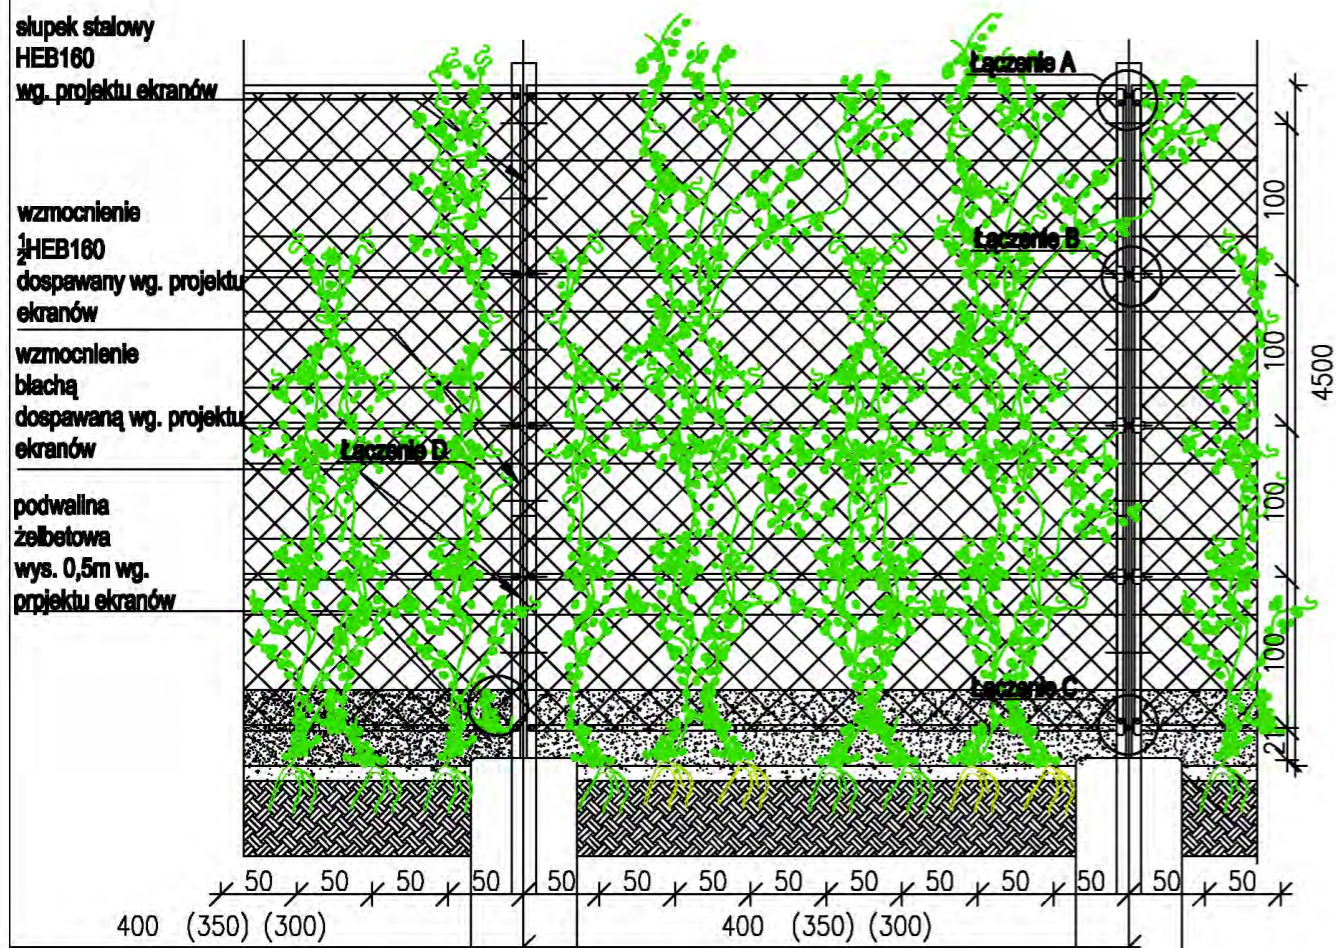 słupek stalowy
HEB160
wg. projektu ekranów
wzmocnienie
½HEB160
dospawany wg. projektu
ekranów
wzmocnienie
blachą
dospawaną wg. projektu
ekranów
podwalina
żelbetowa
wys. 0,5m wg.
prpjektu ekranów
Łączenie A
Łączenie B
Łączenie D
Łączenie C
100
100
100
100
21
4500
50 50 50 50 50 50 50 50 50 50 50 50 50 50
400 (350) (300)
400 (350) (300)